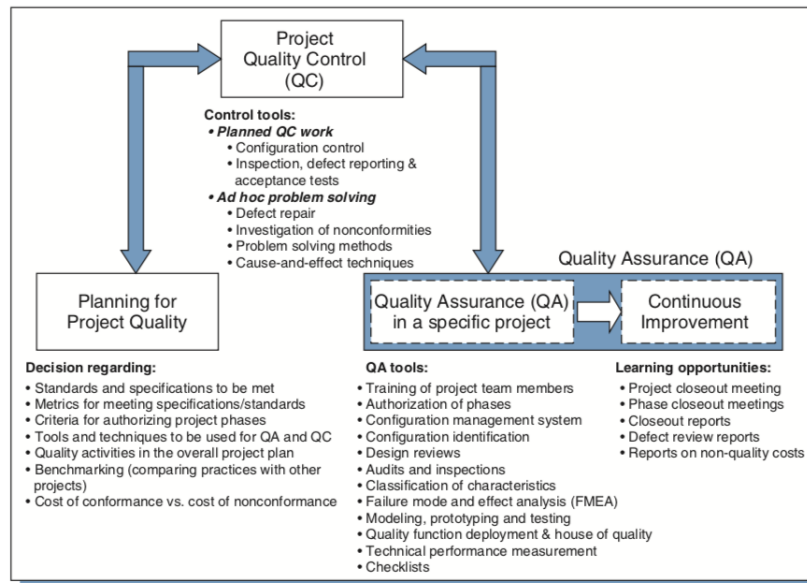 Project
Quality Control
(QC)
Control tools:
• Planned QC work
• Configuration control
• Inspection, defect reporting &
acceptance tests
• Ad hoc problem solving
• Defect repair
• Investigation of nonconformities
• Problem solving methods
• Cause-and-effect techniques
Planning for
Project Quality
Decision regarding:
• Standards and specifications to be met
• Metrics for meeting specifications/standards
• Criteria for authorizing project phases
• Tools and techniques to be used for QA and QC
• Quality activities in the overall project plan
• Benchmarking (comparing practices with other
projects)
• Cost of conformance vs. cost of nonconformance
Quality Assurance (QA)
Quality Assurance (QA)
in a specific project
QA tools:
• Training of project team members
• Authorization of phases
• Configuration management system
• Configuration identification
• Design reviews
• Audits and inspections
• Classification of characteristics
• Failure mode and effect analysis (FMEA)
• Modeling, prototyping and testing
• Quality function deployment & house of quality
• Technical performance measurement
• Checklists
Continuous
Improvement
Learning opportunities:
• Project closeout meeting
• Phase closeout meetings
• Closeout reports
• Defect review reports
• Reports on non-quality costs